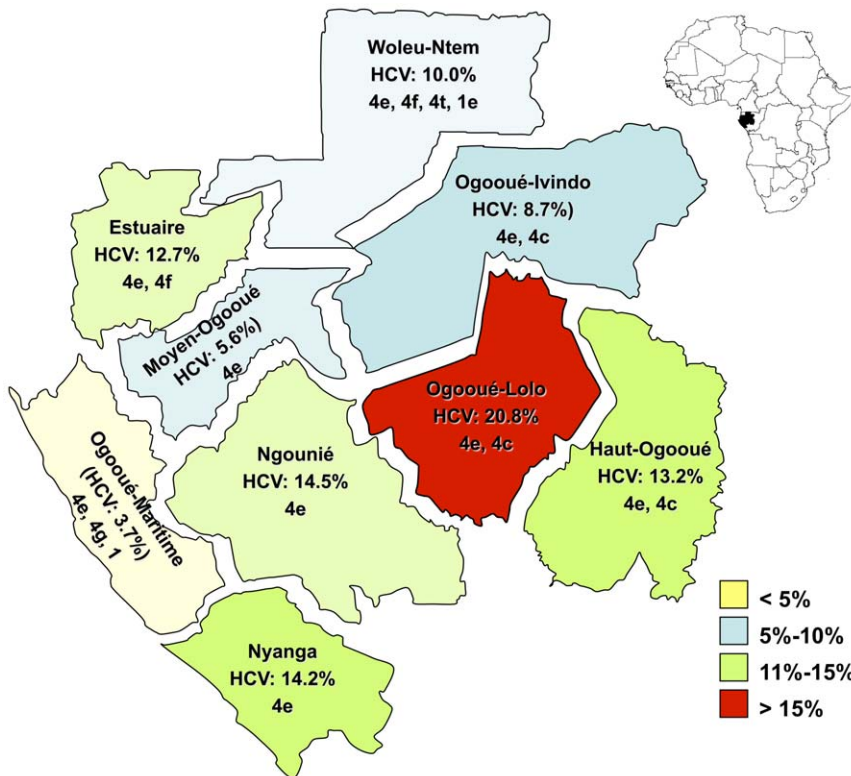 Woleu-Ntem
HCV: 10.0%
4e, 4f, 4t, 1e
Ogooué-Ivindo
HCV: 8.7%)
4e, 4c
Estuaire
HCV: 12.7%
4e, 4f
Moyen-Ogooué
HCV: 5.6%)
4e
Ogooué-Lolo
HCV: 20.8%
4e, 4c
Haut-Ogooué
HCV: 13.2%
4e, 4c
Ngounié
HCV: 14.5%
4e
Ogooué-Maritime
(HCV: 3.7%)
4e, 4g, 1
Nyanga
HCV: 14.2%
4e
< 5%
5%-10%
11%-15%
> 15%